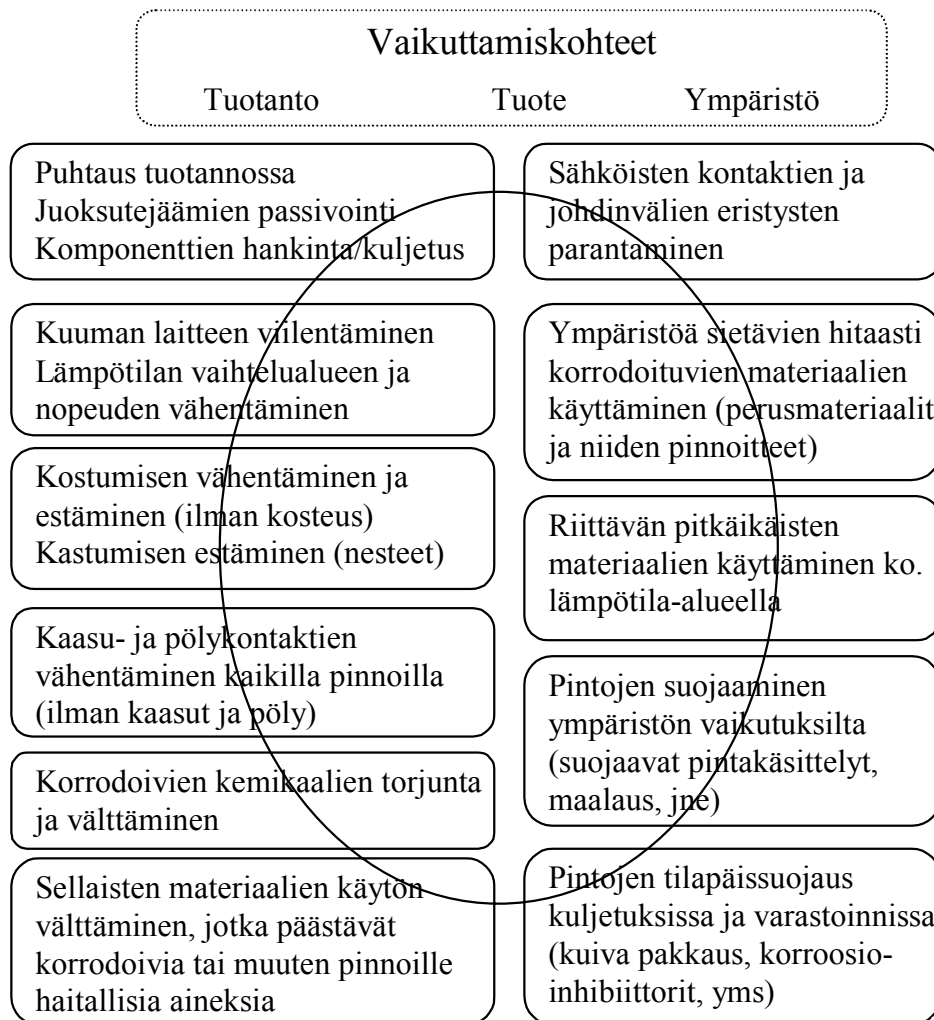 Vaikuttamiskohteet
Tuotanto Tuote Ympäristö
Puhtaus tuotannossa
Juoksutejäämien passivointi
Komponenttien hankinta/kuljetus
Kuuman laitteen viilentäminen
Lämpötilan vaihtelualueen ja
nopeuden vähentäminen
Kostumisen vähentäminen ja
estäminen (ilman kosteus)
Kastumisen estäminen (nesteet)
Kaasu- ja pölykontaktien
vähentäminen kaikilla pinnoilla
(ilman kaasut ja pöly)
Korrodoivien kemikaalien torjunta
ja välttäminen
Sellaisten materiaalien käytön
välttäminen, jotka päästävät
korrodoivia tai muuten pinnoille
haitallisia aineksia
Sähköisten kontaktien ja
johdinvälien eristysten
parantaminen
Ympäristöä sietävien hitaasti
korrodoituvien materiaalien
käyttäminen (perusmateriaalit
ja niiden pinnoitteet)
Riittävän pitkäikäisten
materiaalien käyttäminen ko.
lämpötila-alueella
Pintojen suojaaminen
ympäristön vaikutuksilta
(suojaavat pintakäsittelyt,
maalaus, jne)
Pintojen tilapäissuojaus
kuljetuksissa ja varastoinnissa
(kuiva pakkaus, korroosio-
inhibiittorit, yms)